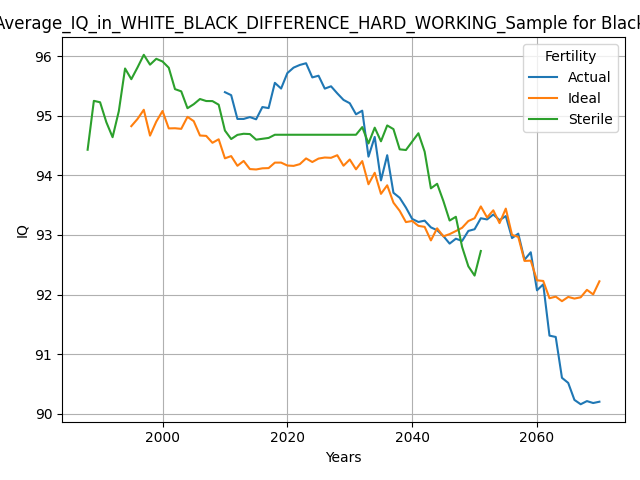 Average_IQ_in_WHITE_BLACK_DIFFERENCE_HARD_WORKING_Sample for Black
Fertility
Actual
Ideal
Sterile
IQ
96
95
94
93
92
91
90
2000 2020 2040 2060
Years